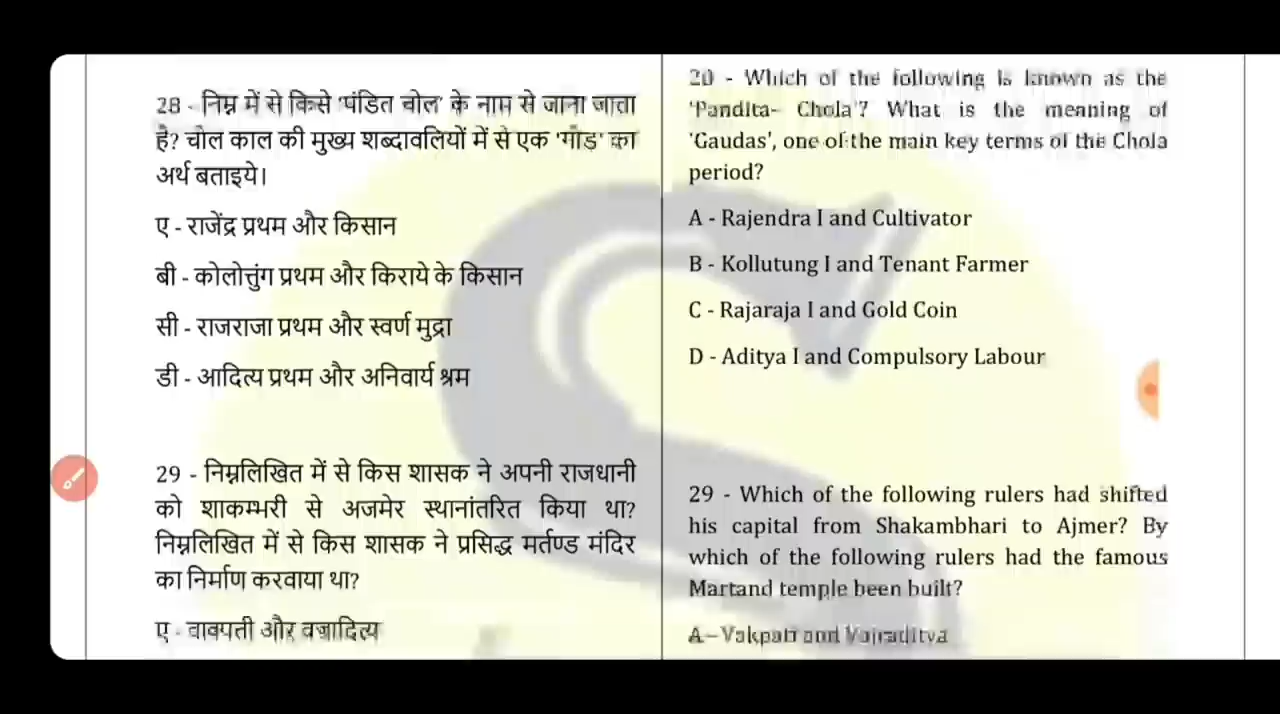 28 - निम्न में से किसे 'पंडित चोल' के नाम से जाना जाता
है? चोल काल की मुख्य शब्दावलियों में से एक 'गौड' का
अर्थ बताइये।
ए - राजेंद्र प्रथम और किसान
बी - कोलोत्तुंग प्रथम और किराये के किसान
सी - राजराजा प्रथम और स्वर्ण मुद्रा
डी - आदित्य प्रथम और अनिवार्य श्रम
29 - निम्नलिखित में से किस शासक ने अपनी राजधानी
को शाकम्भरी से अजमेर स्थानांतरित किया था?
निम्नलिखित में से किस शासक ने प्रसिद्ध मर्तण्ड मंदिर
का निर्माण करवाया था?
ए - वाक्पती और वज्रादित्य
- Which of the following is known as the
'Pandita- Chola'? What is the meaning of
'Gaudas', one of the main key terms of the Chola
period?
A - Rajendra I and Cultivator
B - Kollutung I and Tenant Farmer
C - Rajaraja I and Gold Coin
D - Aditya I and Compulsory Labour
29 - Which of the following rulers had shifted
his capital from Shakambhari to Ajmer? By
which of the following rulers had the famous
Martand temple been built?
A - Vakpati and Vajraditya